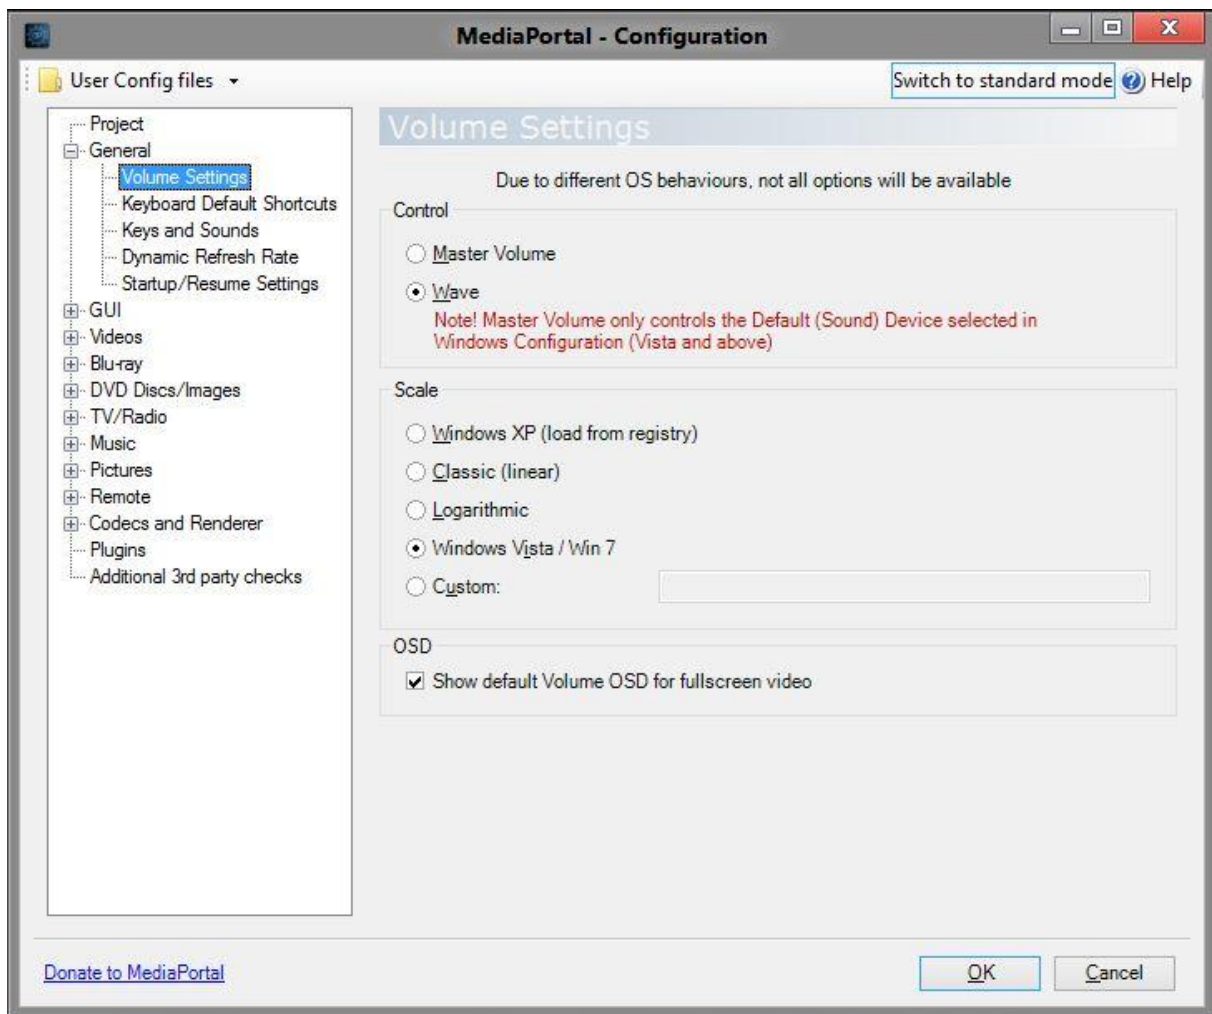 MediaPortal - Configuration
User Config files
Switch to standard mode
Help
Project
General
Volume Settings
Keyboard Default Shortcuts
Keys and Sounds
Dynamic Refresh Rate
Startup/Resume Settings
GUI
Videos
Blu-ray
DVD Discs/Images
TV/Radio
Music
Pictures
Remote
Codecs and Renderer
Plugins
Additional 3rd party checks
Volume Settings
Due to different OS behaviours, not all options will be available
Control
Master Volume
Wave
Note! Master Volume only controls the Default (Sound) Device selected in
Windows Configuration (Vista and above)
Scale
Windows XP (load from registry)
Classic (linear)
Logarithmic
Windows Vista / Win 7
Custom:
OSD
Show default Volume OSD for fullscreen video
Donate to MediaPortal
OK
Cancel